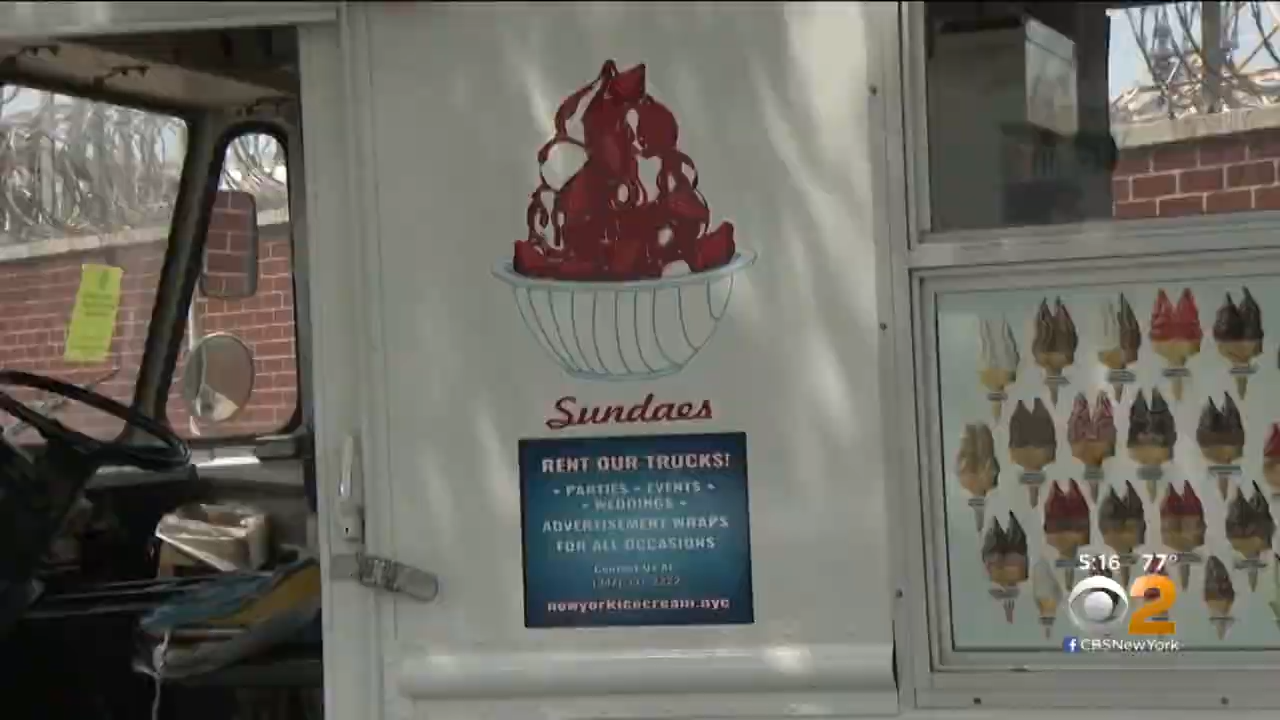 Sundaes
RENT OUR TRUCKS!
- PARTIES - EVENTS -
- WEDDINGS -
ADVERTISEMENT WRAPS
FOR ALL OCCASIONS
Contact Us At
newyorkicecream.nyc
5:16 77°
2
f CBSNewYork